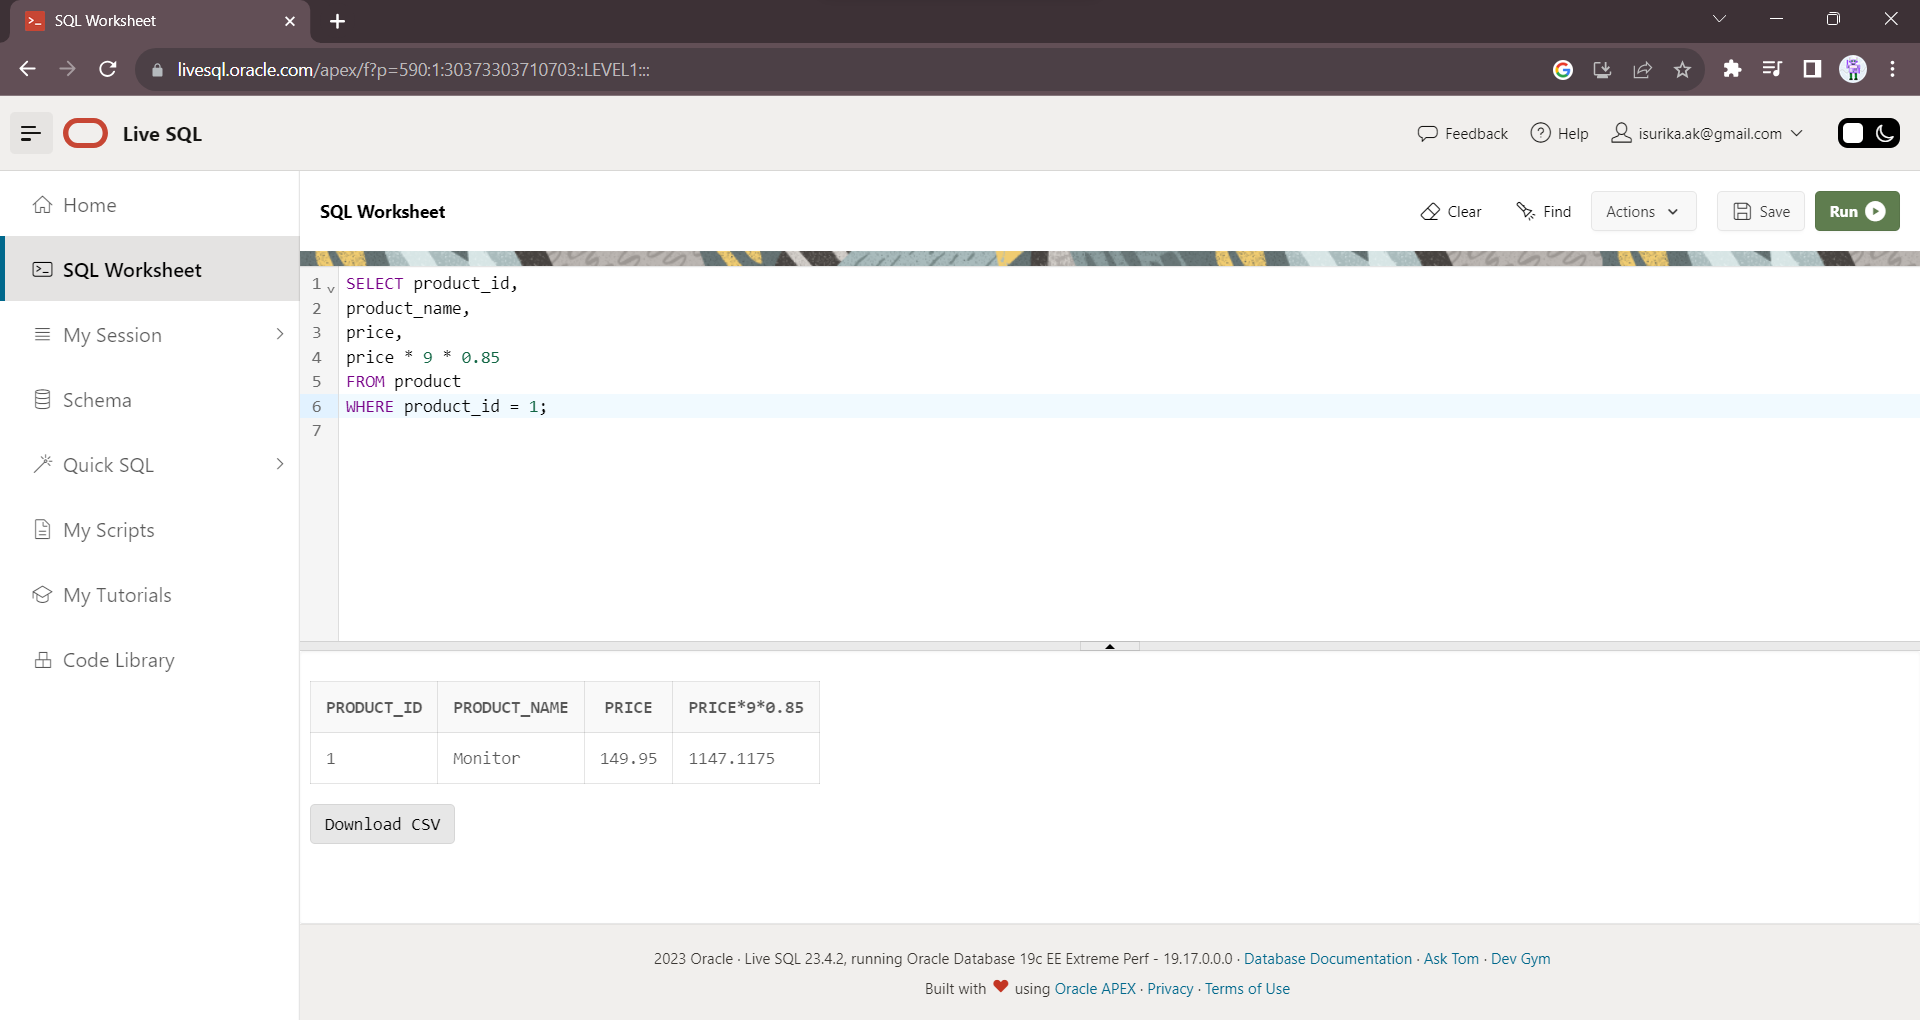 SQL Worksheet
livesql.oracle.com/apex/f?p=590:1:30373303710703::LEVEL1:::
Live SQL
Feedback
Help
isurika.ak@gmail.com
Home
SQL Worksheet
My Session
Schema
Quick SQL
My Scripts
My Tutorials
Code Library
SQL Worksheet
Clear
Find
Actions
Save
Run
1 SELECT product_id,
2 product_name,
3 price,
4 price * 9 * 0.85
5 FROM product
6 WHERE product_id = 1;
7
PRODUCT_ID PRODUCT_NAME PRICE PRICE*9*0.85
1 Monitor 149.95 1147.1175
Download CSV
2023 Oracle · Live SQL 23.4.2, running Oracle Database 19c EE Extreme Perf - 19.17.0.0.0 · Database Documentation · Ask Tom · Dev Gym
Built with ❤ using Oracle APEX · Privacy · Terms of Use